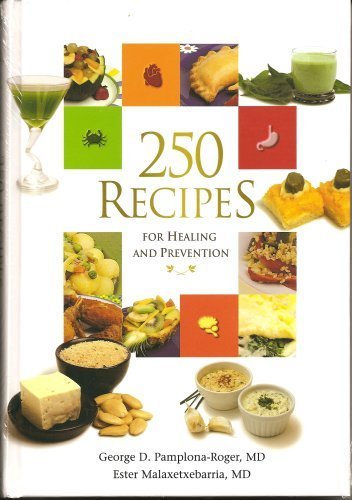 250
RECIPES
FOR HEALING
AND PREVENTION
George D. Pamplona-Roger, MD
Ester Malaxetxebarria, MD